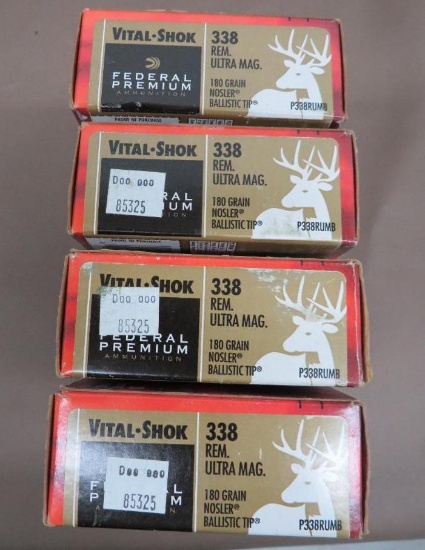 VITAL•SHOK
FEDERAL
PREMIUM
AMMUNITION
338
REM.
ULTRA MAG.
180 GRAIN
NOSLER®
BALLISTIC TIP®
P338RUMB
VITAL•SHOK
D00 000
85325
FEDERAL
PREMIUM
338
REM.
ULTRA MAG.
180 GRAIN
NOSLER®
BALLISTIC TIP®
P338RUMB
VITAL•SHOK
D00 000
85325
FEDERAL
PREMIUM
AMMUNITION
338
REM.
ULTRA MAG.
180 GRAIN
NOSLER®
BALLISTIC TIP®
P338RUMB
VITAL•SHOK
D00 000
85325
338
REM.
ULTRA MAG.
180 GRAIN
NOSLER®
BALLISTIC TIP®
P338RUMB